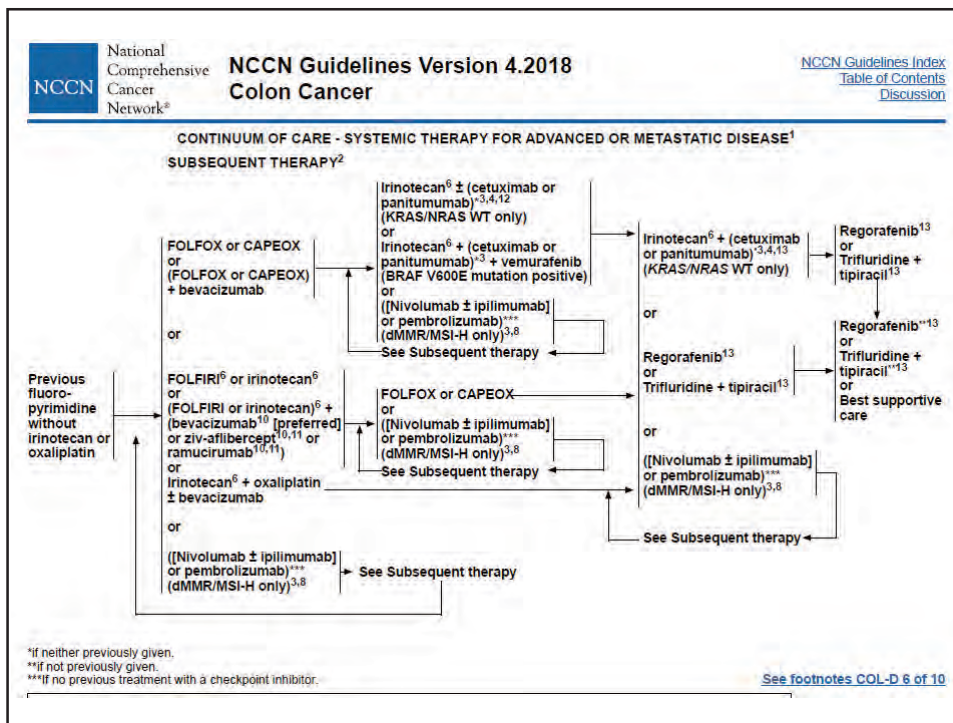 NCCN
National
Comprehensive
Cancer
Network®
NCCN Guidelines Version 4.2018
Colon Cancer
NCCN Guidelines Index
Table of Contents
Discussion
CONTINUUM OF CARE - SYSTEMIC THERAPY FOR ADVANCED OR METASTATIC DISEASE1
SUBSEQUENT THERAPY2
Previous
fluoro-
pyrimidine
without
irinotecan or
oxaliplatin
FOLFOX or CAPEOX
or
(FOLFOX or CAPEOX)
+ bevacizumab
or
FOLFIRI6 or irinotecan6
or
(FOLFIRI or irinotecan)6 +
(bevacizumab10 [preferred]
or ziv-aflibercept10,11 or
ramucirumab10,11)
or
Irinotecan6 + oxaliplatin
± bevacizumab
or
([Nivolumab ± ipilimumab]
or pembrolizumab)***
(dMMR/MSI-H only)3,8
See Subsequent therapy
Irinotecan6 ± (cetuximab or
panitumumab)*3,4,12
(KRAS/NRAS WT only)
or
Irinotecan6 + (cetuximab or
panitumumab)*3 + vemurafenib
(BRAF V600E mutation positive)
or
([Nivolumab ± ipilimumab]
or pembrolizumab)***
(dMMR/MSI-H only)3,8
See Subsequent therapy
FOLFOX or CAPEOX
or
([Nivolumab ± ipilimumab]
or pembrolizumab)***
(dMMR/MSI-H only)3,8
See Subsequent therapy
Irinotecan6 + (cetuximab
or panitumumab)*3,4,13
(KRAS/NRAS WT only)
or
Regorafenib13
or
Trifluridine + tipiracil13
or
([Nivolumab ± ipilimumab]
or pembrolizumab)***
(dMMR/MSI-H only)3,8
See Subsequent therapy
Regorafenib13
or
Trifluridine +
tipiracil13
Regorafenib**13
or
Trifluridine +
tipiracil**13
or
Best supportive
care
*if neither previously given.
**if not previously given.
***If no previous treatment with a checkpoint inhibitor.
See footnotes COL-D 6 of 10